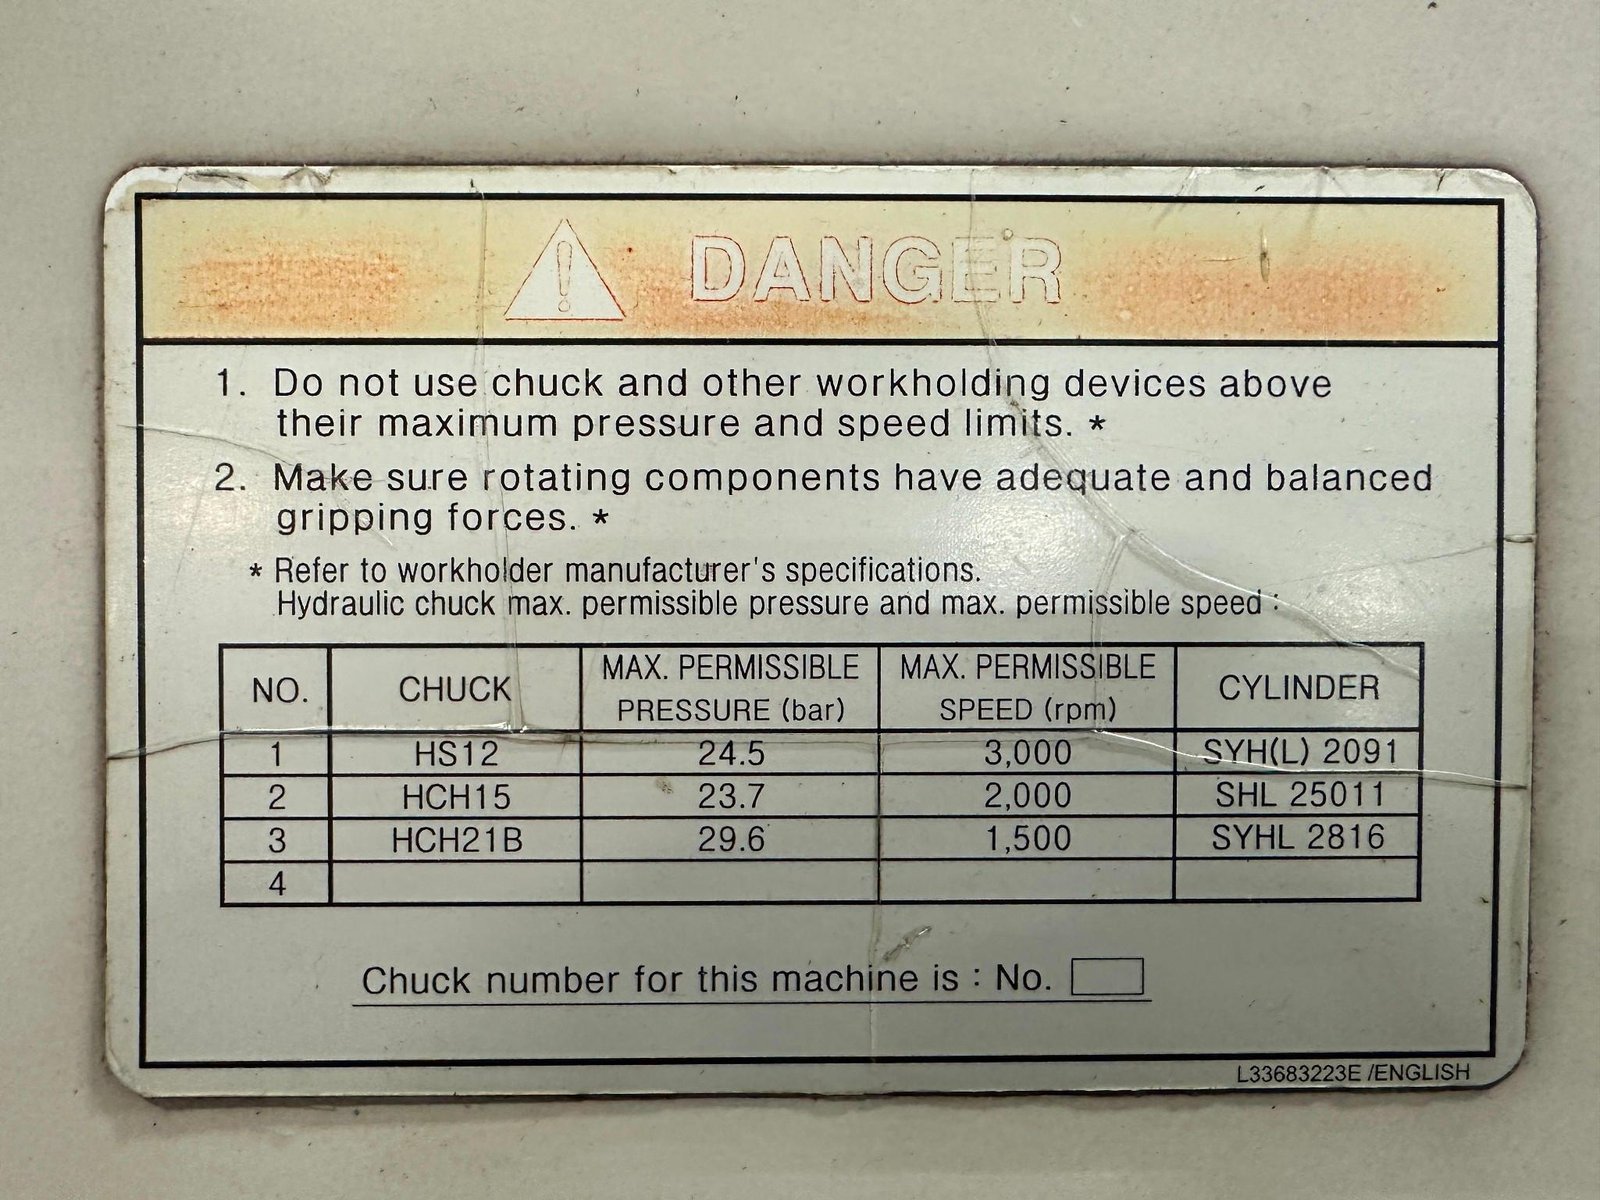 DANGER
1. Do not use chuck and other workholding devices above
their maximum pressure and speed limits. *
2. Make sure rotating components have adequate and balanced
gripping forces. *
* Refer to workholder manufacturer's specifications.
Hydraulic chuck max. permissible pressure and max. permissible speed :
NO. CHUCK MAX. PERMISSIBLE PRESSURE (bar) MAX. PERMISSIBLE SPEED (rpm) CYLINDER
1 HS12 24.5 3,000 SYH(L) 2091
2 HCH15 23.7 2,000 SHL 25011
3 HCH21B 29.6 1,500 SYHL 2816
4
Chuck number for this machine is : No.
L33683223E /ENGLISH